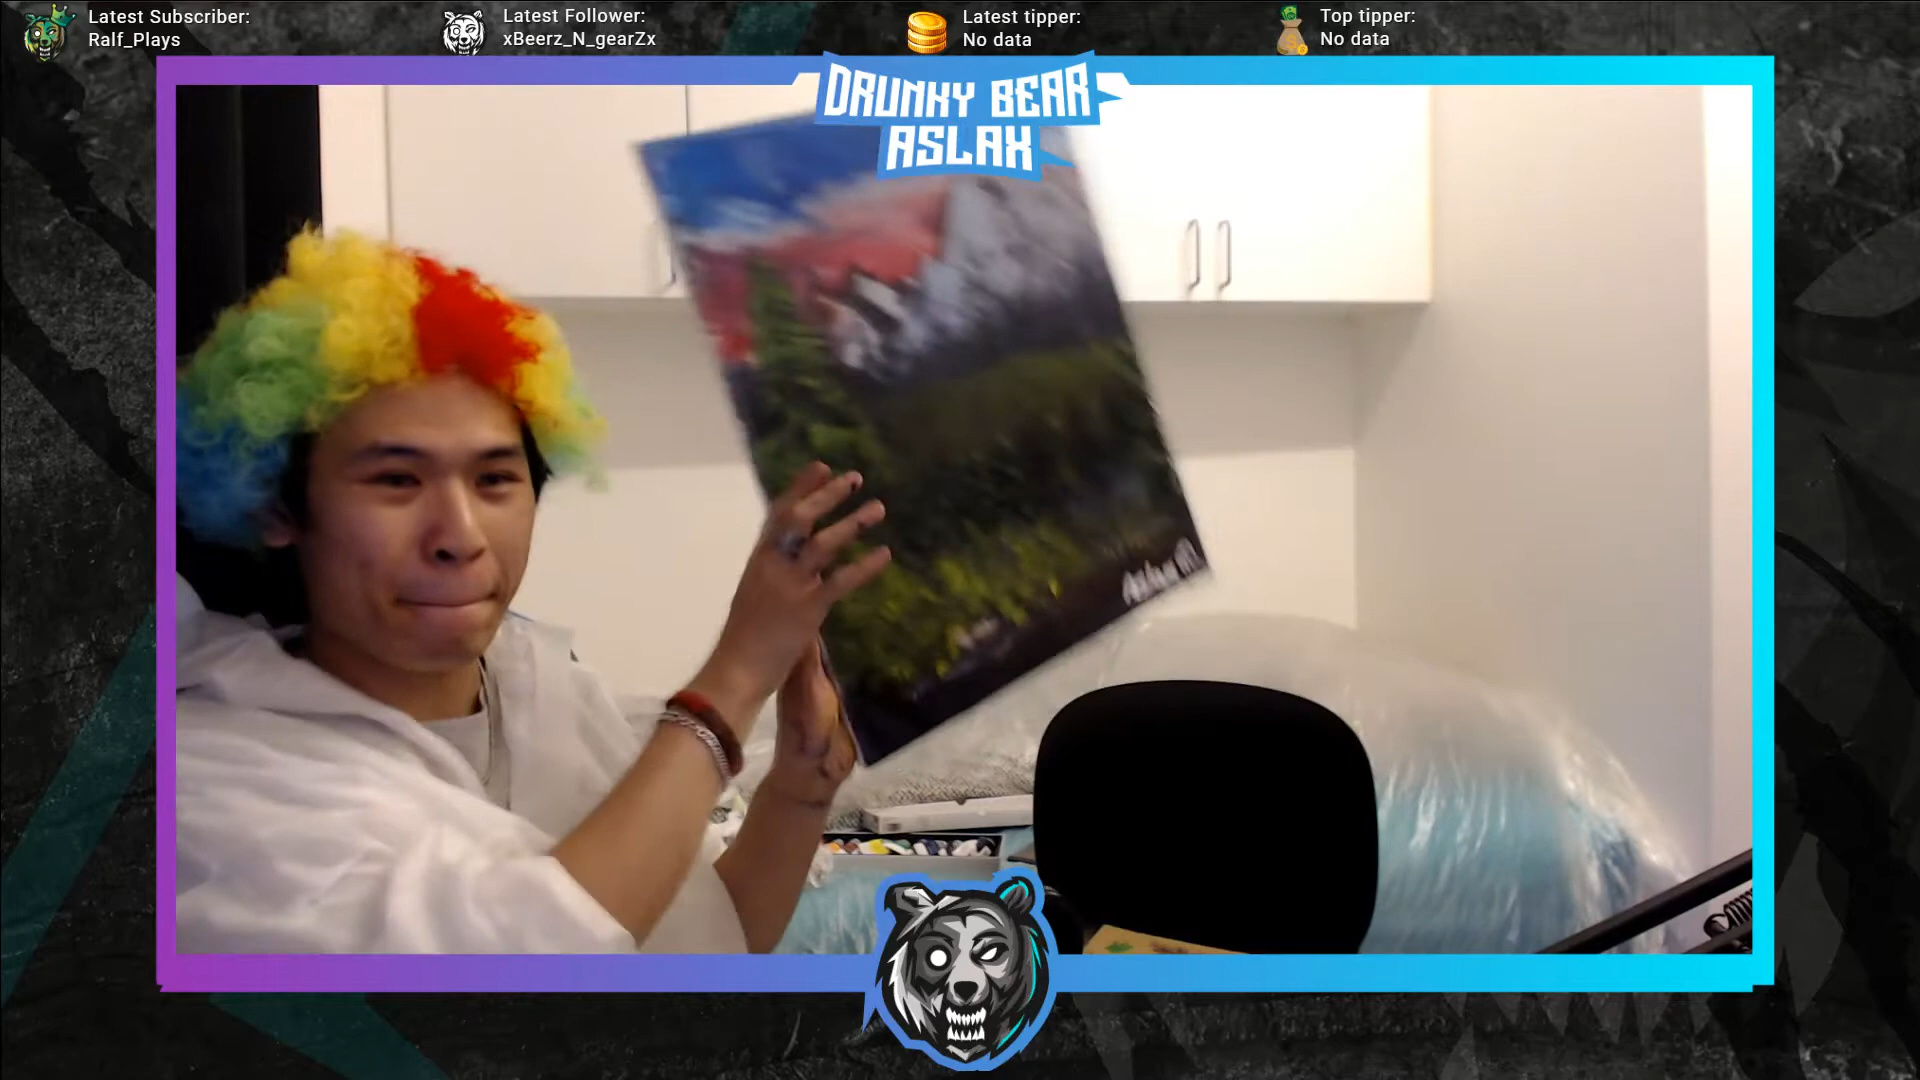 Latest Subscriber:
Ralf_Plays
Latest Follower:
xBeerz_N_gearZx
Latest tipper:
No data
Top tipper:
No data
DRUNKY BEAR
ASLAX